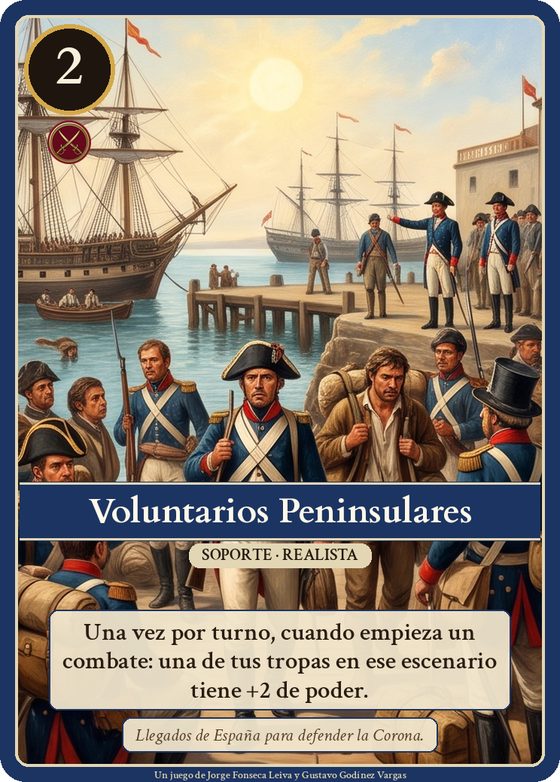 2
Voluntarios Peninsulares
SOPORTE · REALISTA
Una vez por turno, cuando empieza un
combate: una de tus tropas en ese escenario
tiene +2 de poder.
Llegados de España para defender la Corona.
Un juego de Jorge Fonseca Leiva y Gustavo Godínez Vargas